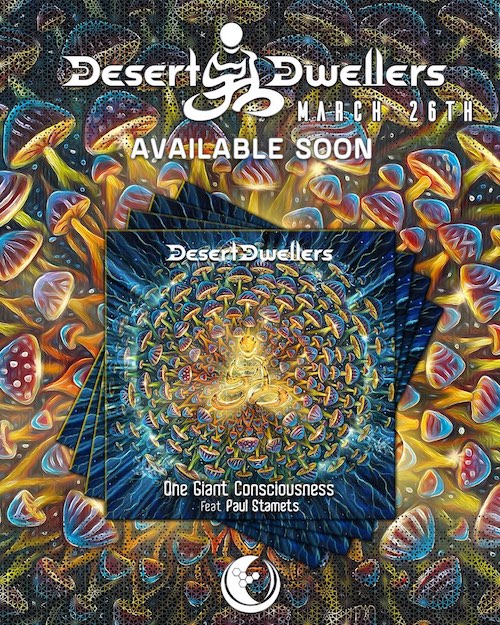 Desert Dwellers
MARCH 26TH
AVAILABLE SOON
Desert Dwellers
One Giant Consciousness
Feat Paul Stamets